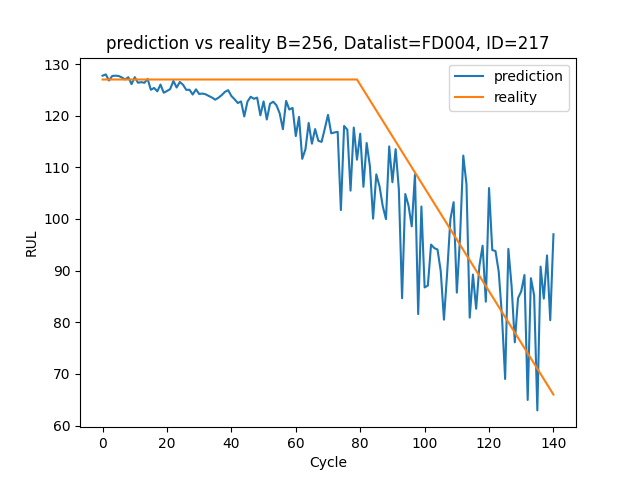 prediction vs reality B=256, Datalist=FD004, ID=217
prediction
reality
130
120
110
100
90
80
70
60
RUL
0 20 40 60 80 100 120 140
Cycle